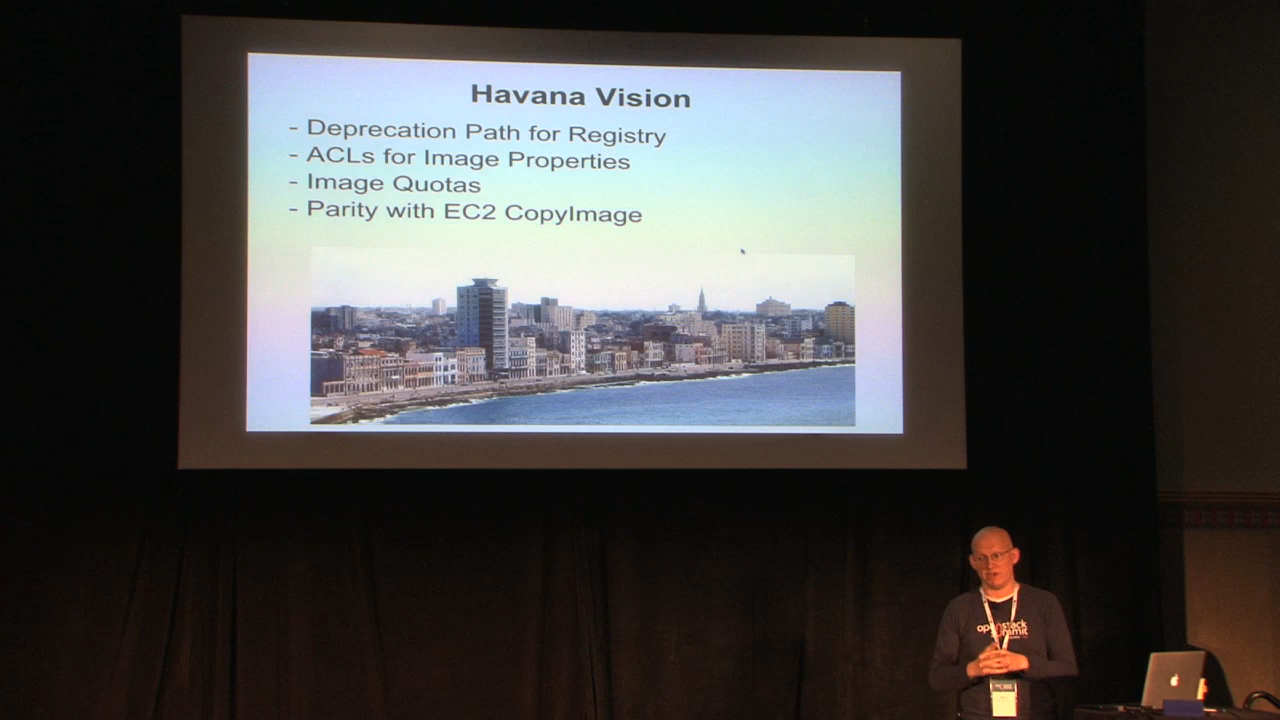 Havana Vision
- Deprecation Path for Registry
- ACLs for Image Properties
- Image Quotas
- Parity with EC2 CopyImage
openstack
summit